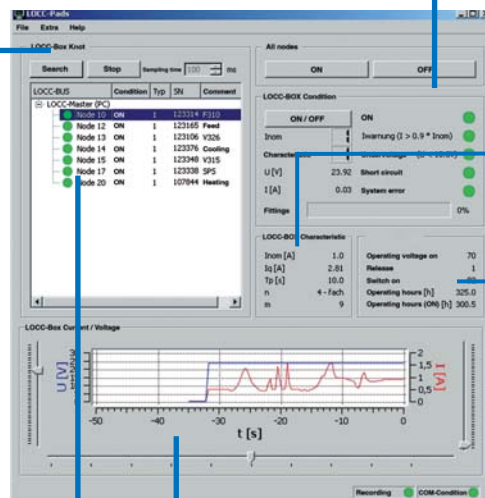 LOCC-Pads
File Extra Help
LOCC-Box Knot
Search Stop Sampling time 100 ms
LOCC-BUS Condition Typ SN Comment
LOCC-Master (PC)
Node 10 ON 1 123314 F310
Node 12 ON 1 123165 Feed
Node 13 ON 1 123106 V326
Node 14 ON 1 123376 Cooling
Node 15 ON 1 123348 V315
Node 17 ON 1 123338 SPS
Node 20 ON 1 107844 Heating
All nodes
ON OFF
LOCC-BOX Condition
ON / OFF ON
Inom Iwarnung (I > 0.9 * Inom)
Characteristic
U [V] 23.92 Short circuit
I [A] 0.03 System error
Fittings 0%
LOCC-BOX Characteristic
Inom [A] 1.0
Iq [A] 2.81
Tp [s] 10.0
n 4 - fach
m 9
Operating voltage on 70
Release 1
Switch on
Operating hours [h] 325.0
Operating hours (ON) [h] 300.5
LOCC-Box Current / Voltage
U [V]
2
1,5
1
0,5
0
I [A]
-50 -40 -30 -20 -10 0
t [s]
Recording COM-Condition